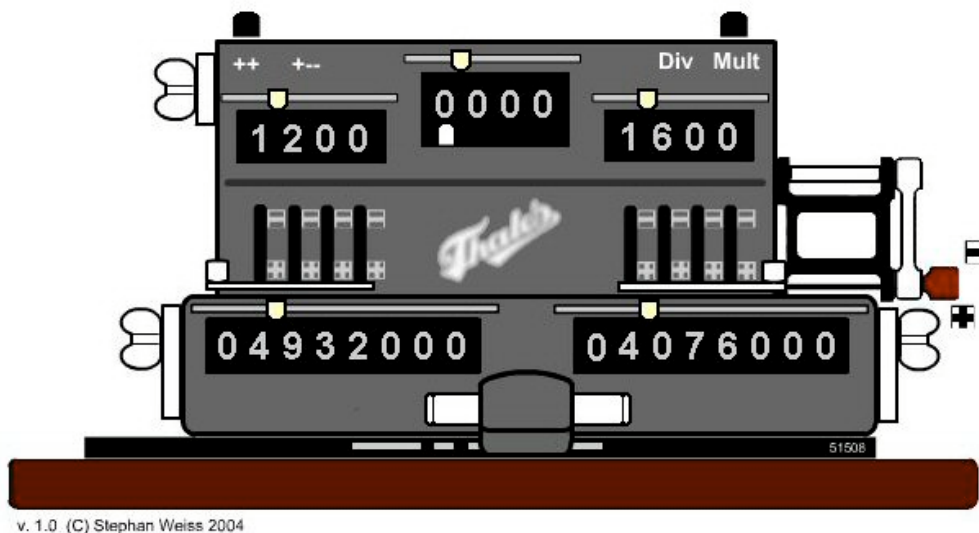 ++ +-- 0000 Div Mult
1200 1600
Thales
04932000 04076000
51508
v. 1.0 (C) Stephan Weiss 2004